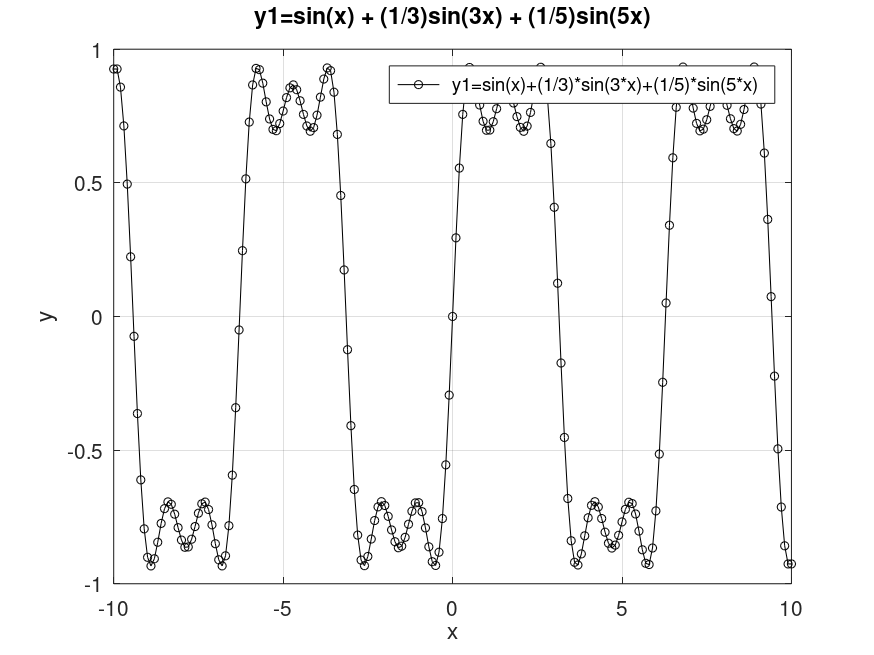 y1=sin(x) + (1/3)sin(3x) + (1/5)sin(5x)
y1=sin(x)+(1/3)*sin(3*x)+(1/5)*sin(5*x)
1
0.5
0
-0.5
-1
y
-10
-5
0
5
10
x